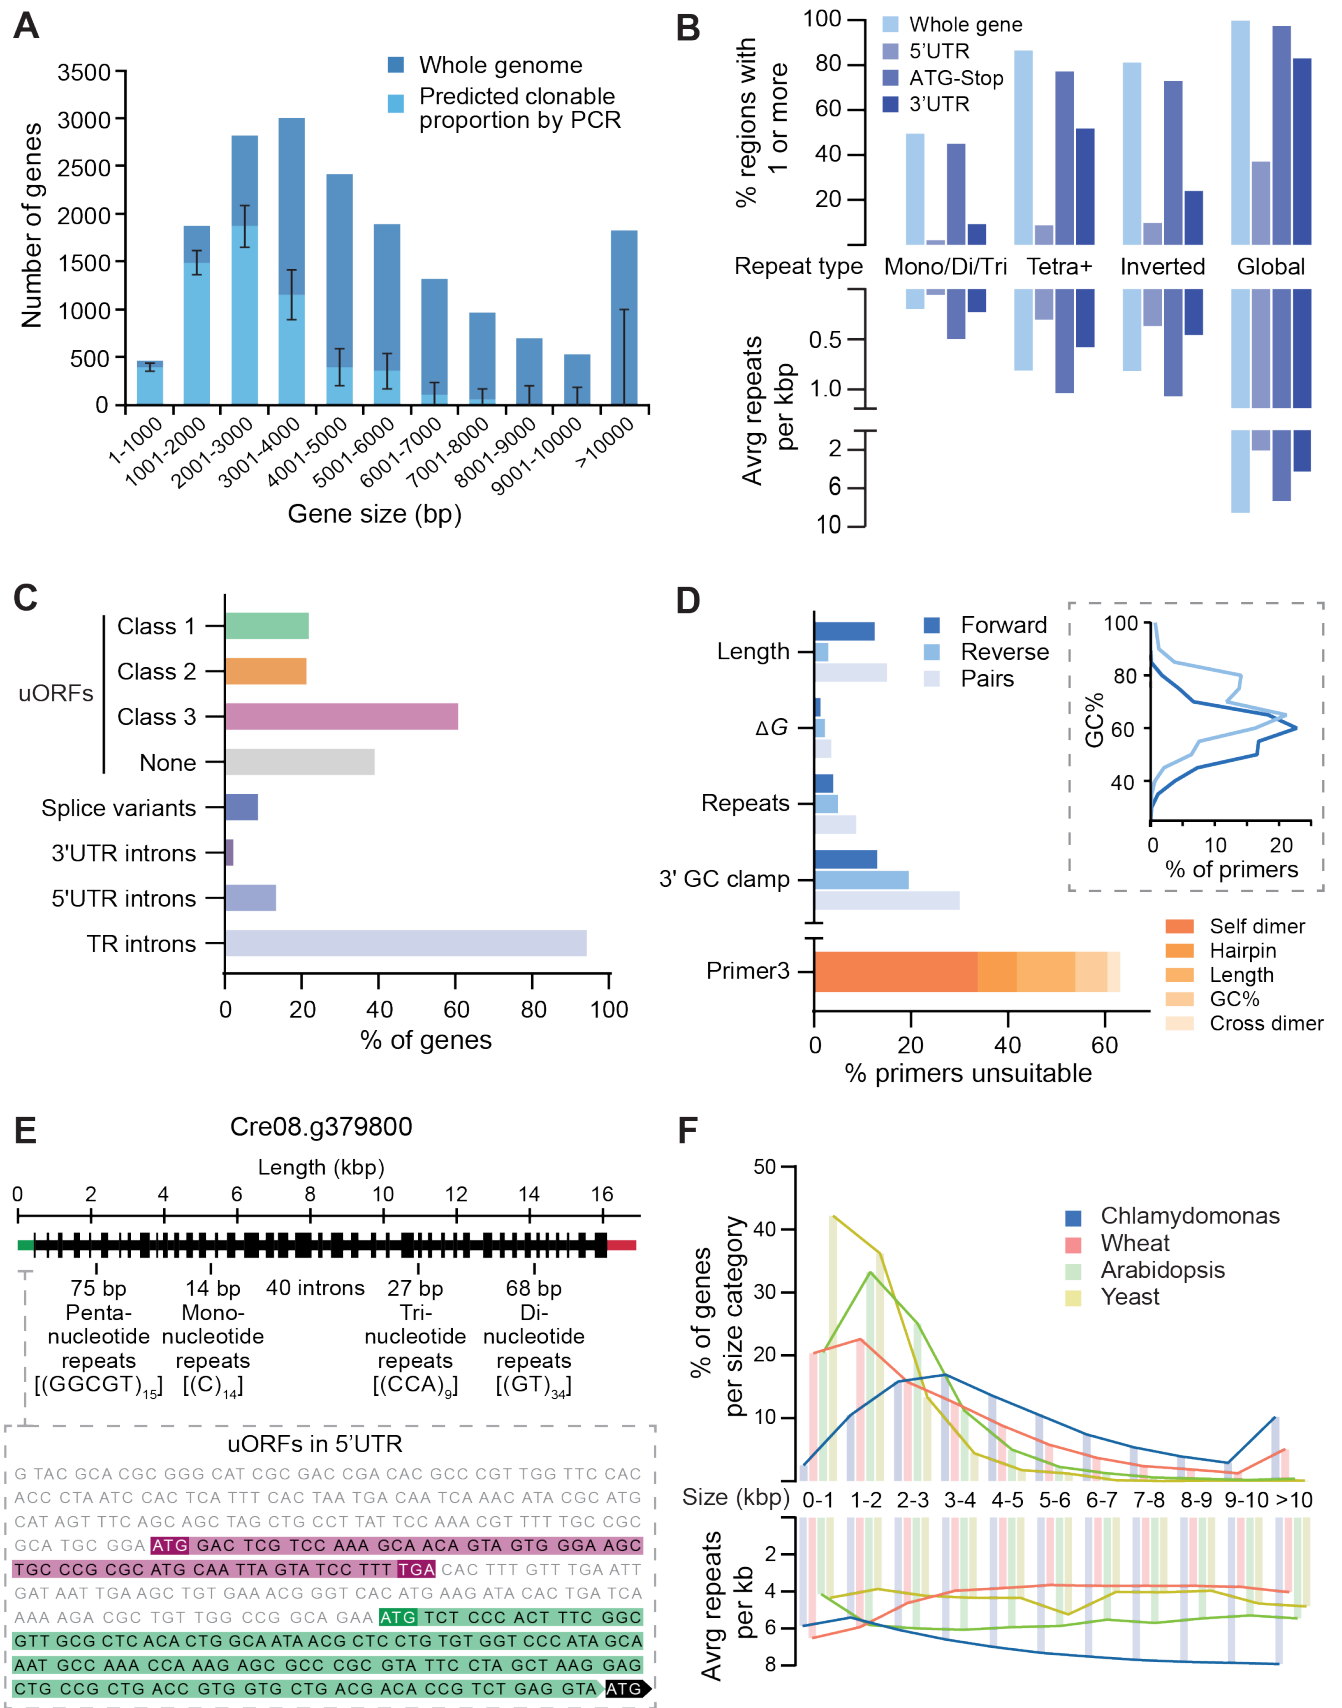 A
Whole genome
Predicted clonable
proportion by PCR
3500
3000
2500
2000
1500
1000
500
0
Number of genes
1-1000
1001-2000
2001-3000
3001-4000
4001-5000
5001-6000
6001-7000
7001-8000
8001-9000
9001-10000
>10000
Gene size (bp)
B
Whole gene
5'UTR
ATG-Stop
3'UTR
100
80
60
40
20
% regions with
1 or more
Repeat type Mono/Di/Tri Tetra+ Inverted Global
0.5
1.0
2
6
10
Avrg repeats
per kbp
C
uORFs
Class 1
Class 2
Class 3
None
Splice variants
3'UTR introns
5'UTR introns
TR introns
0 20 40 60 80 100
% of genes
D
Length
ΔG
Repeats
3' GC clamp
Primer3
Forward
Reverse
Pairs
100
80
60
40
GC%
0 10 20
% of primers
Self dimer
Hairpin
Length
GC%
Cross dimer
0 20 40 60
% primers unsuitable
E
Cre08.g379800
Length (kbp)
0 2 4 6 8 10 12 14 16
75 bp
Penta-
nucleotide
repeats
[(GGCGT)15]
14 bp
Mono-
nucleotide
repeats
[(C)14]
40 introns
27 bp
Tri-
nucleotide
repeats
[(CCA)9]
68 bp
Di-
nucleotide
repeats
[(GT)34]
uORFs in 5'UTR
G TAC GCA CGC GGG CAT CGC GAC CGA CAC GCC CGT TGG TTC CAC
ACC CTA ATC CAC TCA TTT CAC TAA TGA CAA TCA AAC ATA CGC ATG
CAT AGT TTC AGC AGC TAG CTG CCT TAT TCC AAA CGT TTT TGC CGC
GCA TGC GGA ATG GAC TCG TCC AAA GCA ACA GTA GTG GGA AGC
TGC CCG CGC ATG CAA TTA GTA TCC TTT TGA CAC TTT GTT TGA ATT
GAT AAT TGA AGC TGT GAA ACG GGT CAC ATG AAG ATA CAC TGA TCA
AAA AGA CGC TGT TGG CCG GCA GAA ATG TCT CCC ACT TTC GGC
GTT GCG CTC ACA CTG GCA ATA ACG CTC CTG TGT GGT CCC ATA GCA
AAT GCC AAA CCA AAG AGC GCC CGC GTA TTC CTA GCT AAG GAG
CTG CCG CTG ACC GTG GTG CTG ACG ACA CCG TCT GAG GTA ATG
F
50
40
30
20
10
% of genes
per size category
Chlamydomonas
Wheat
Arabidopsis
Yeast
Size (kbp) 0-1 1-2 2-3 3-4 4-5 5-6 6-7 7-8 8-9 9-10 >10
2
4
6
8
Avrg repeats
per kb